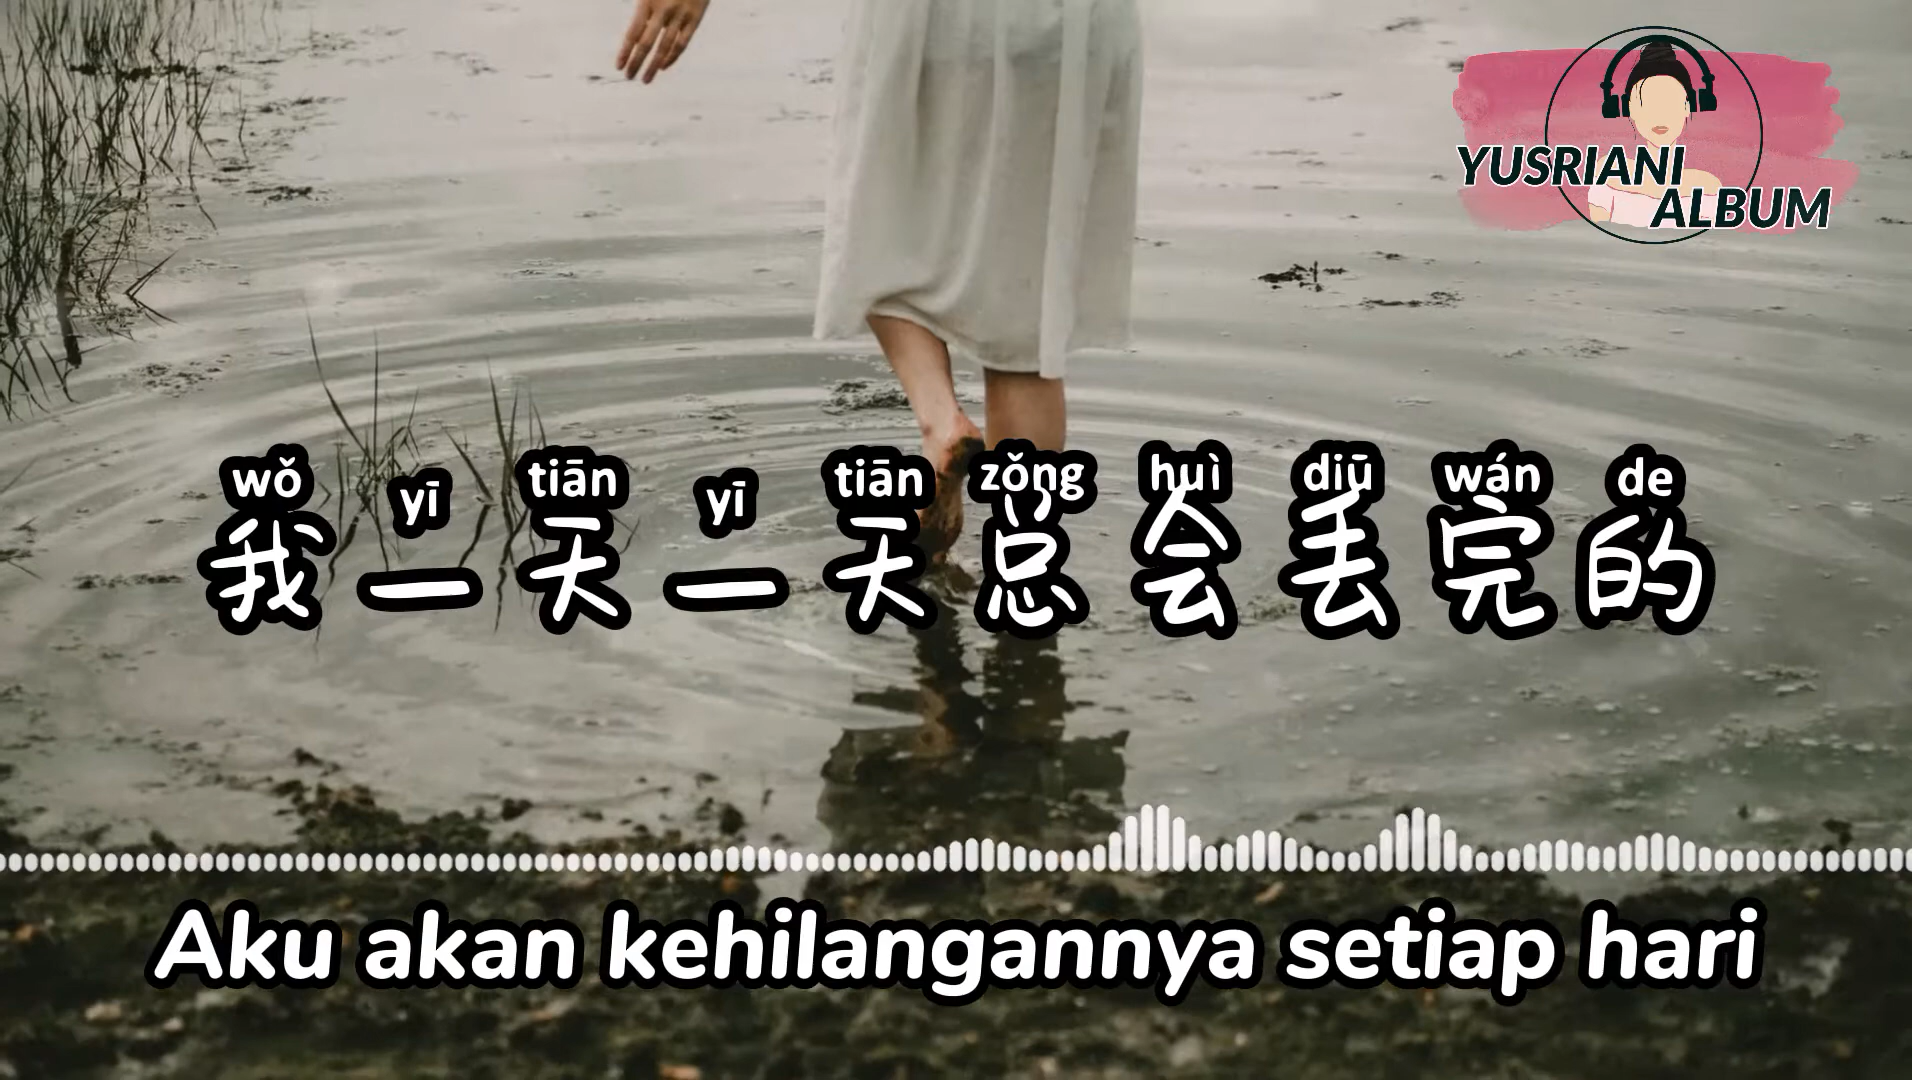 YUSRIANI
ALBUM
wǒ yī tiān yī tiān zǒng huì diū wán de
我一天一天总会丢完的
Aku akan kehilangannya setiap hari